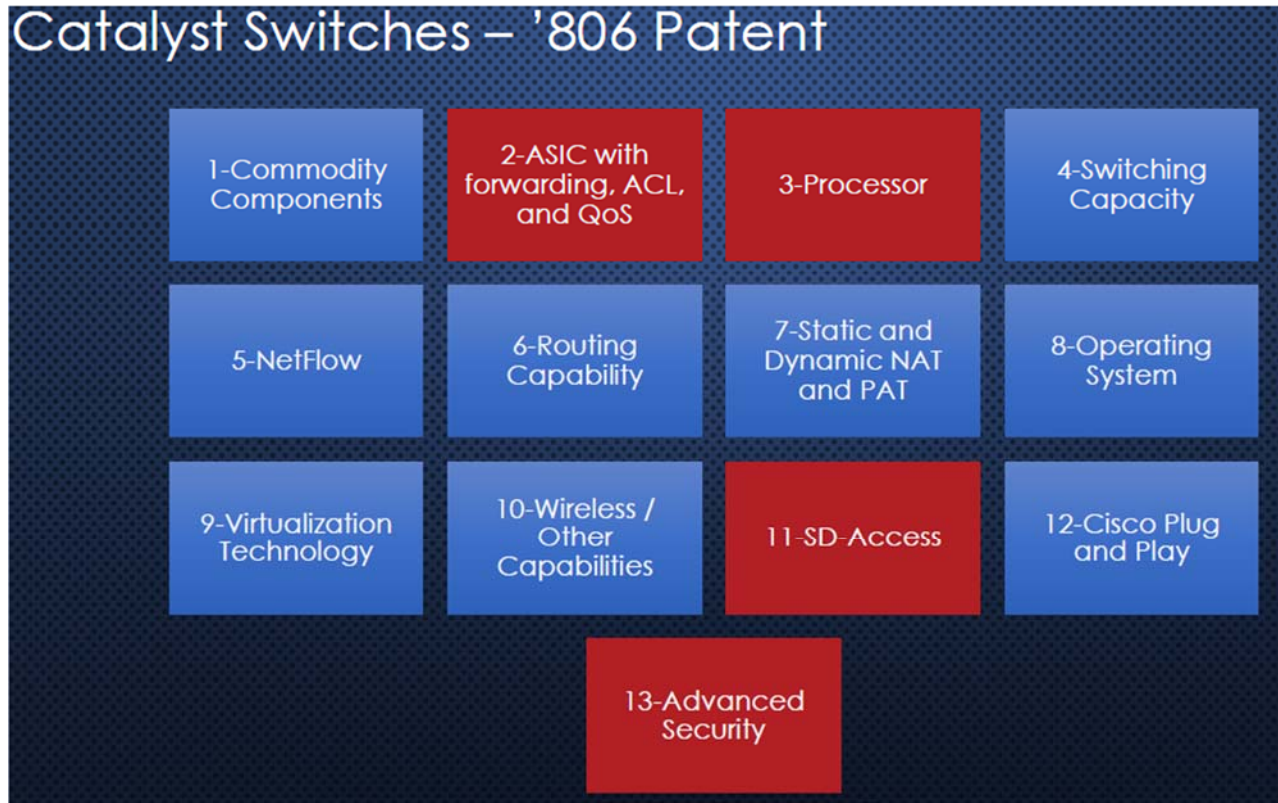 Catalyst Switches – ’806 Patent
1-Commodity
Components
2-ASIC with
forwarding, ACL,
and QoS
3-Processor
4-Switching
Capacity
5-NetFlow
6-Routing
Capability
7-Static and
Dynamic NAT
and PAT
8-Operating
System
9-Virtualization
Technology
10-Wireless /
Other
Capabilities
11-SD-Access
12-Cisco Plug
and Play
13-Advanced
Security